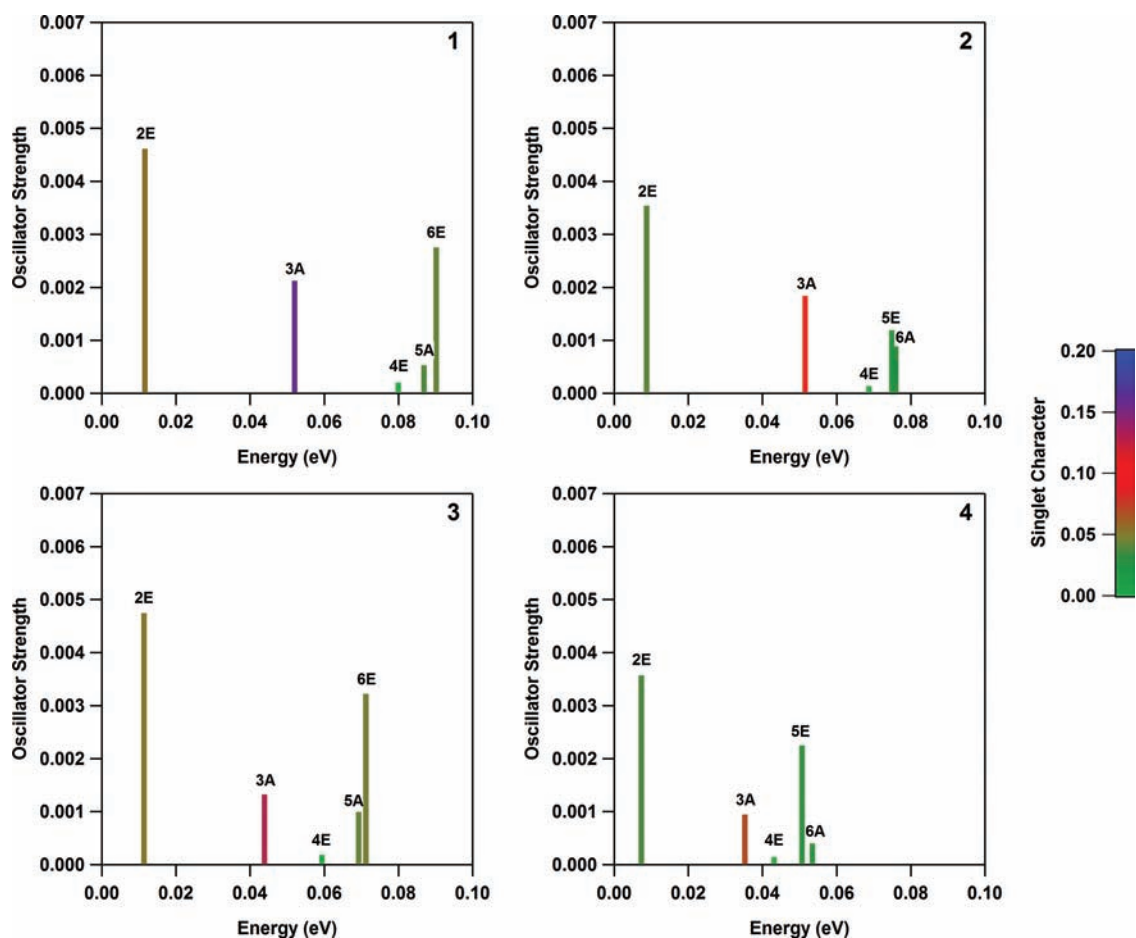 1
0.007
0.006
0.005
0.004
0.003
0.002
0.001
0.000
Oscillator Strength
2E
3A
4E
5A
6E
0.00 0.02 0.04 0.06 0.08 0.10
Energy (eV)
2
0.007
0.006
0.005
0.004
0.003
0.002
0.001
0.000
Oscillator Strength
2E
3A
4E
5E
6A
0.00 0.02 0.04 0.06 0.08 0.10
Energy (eV)
0.20
0.15
0.10
0.05
0.00
Singlet Character
3
0.007
0.006
0.005
0.004
0.003
0.002
0.001
0.000
Oscillator Strength
2E
3A
4E
5A
6E
0.00 0.02 0.04 0.06 0.08 0.10
Energy (eV)
4
0.007
0.006
0.005
0.004
0.003
0.002
0.001
0.000
Oscillator Strength
2E
3A
4E
5E
6A
0.00 0.02 0.04 0.06 0.08 0.10
Energy (eV)